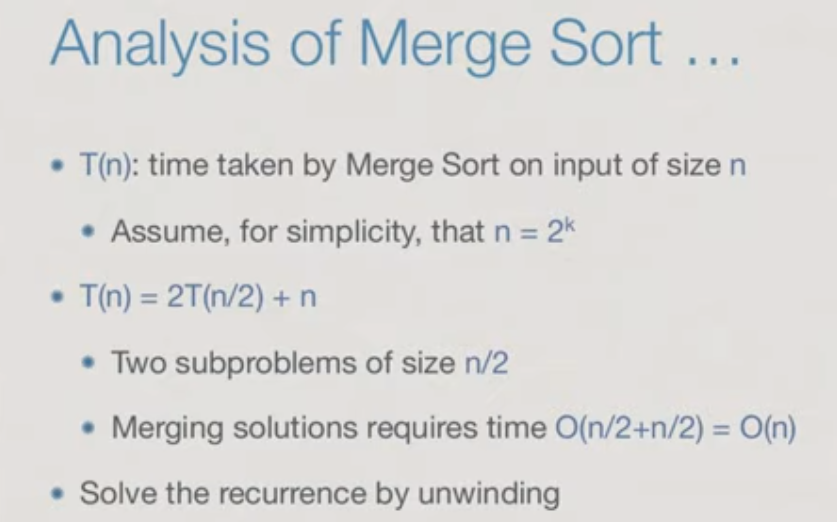 Analysis of Merge Sort ...
• T(n): time taken by Merge Sort on input of size n
• Assume, for simplicity, that n = 2ᵏ
• T(n) = 2T(n/2) + n
• Two subproblems of size n/2
• Merging solutions requires time O(n/2+n/2) = O(n)
• Solve the recurrence by unwinding